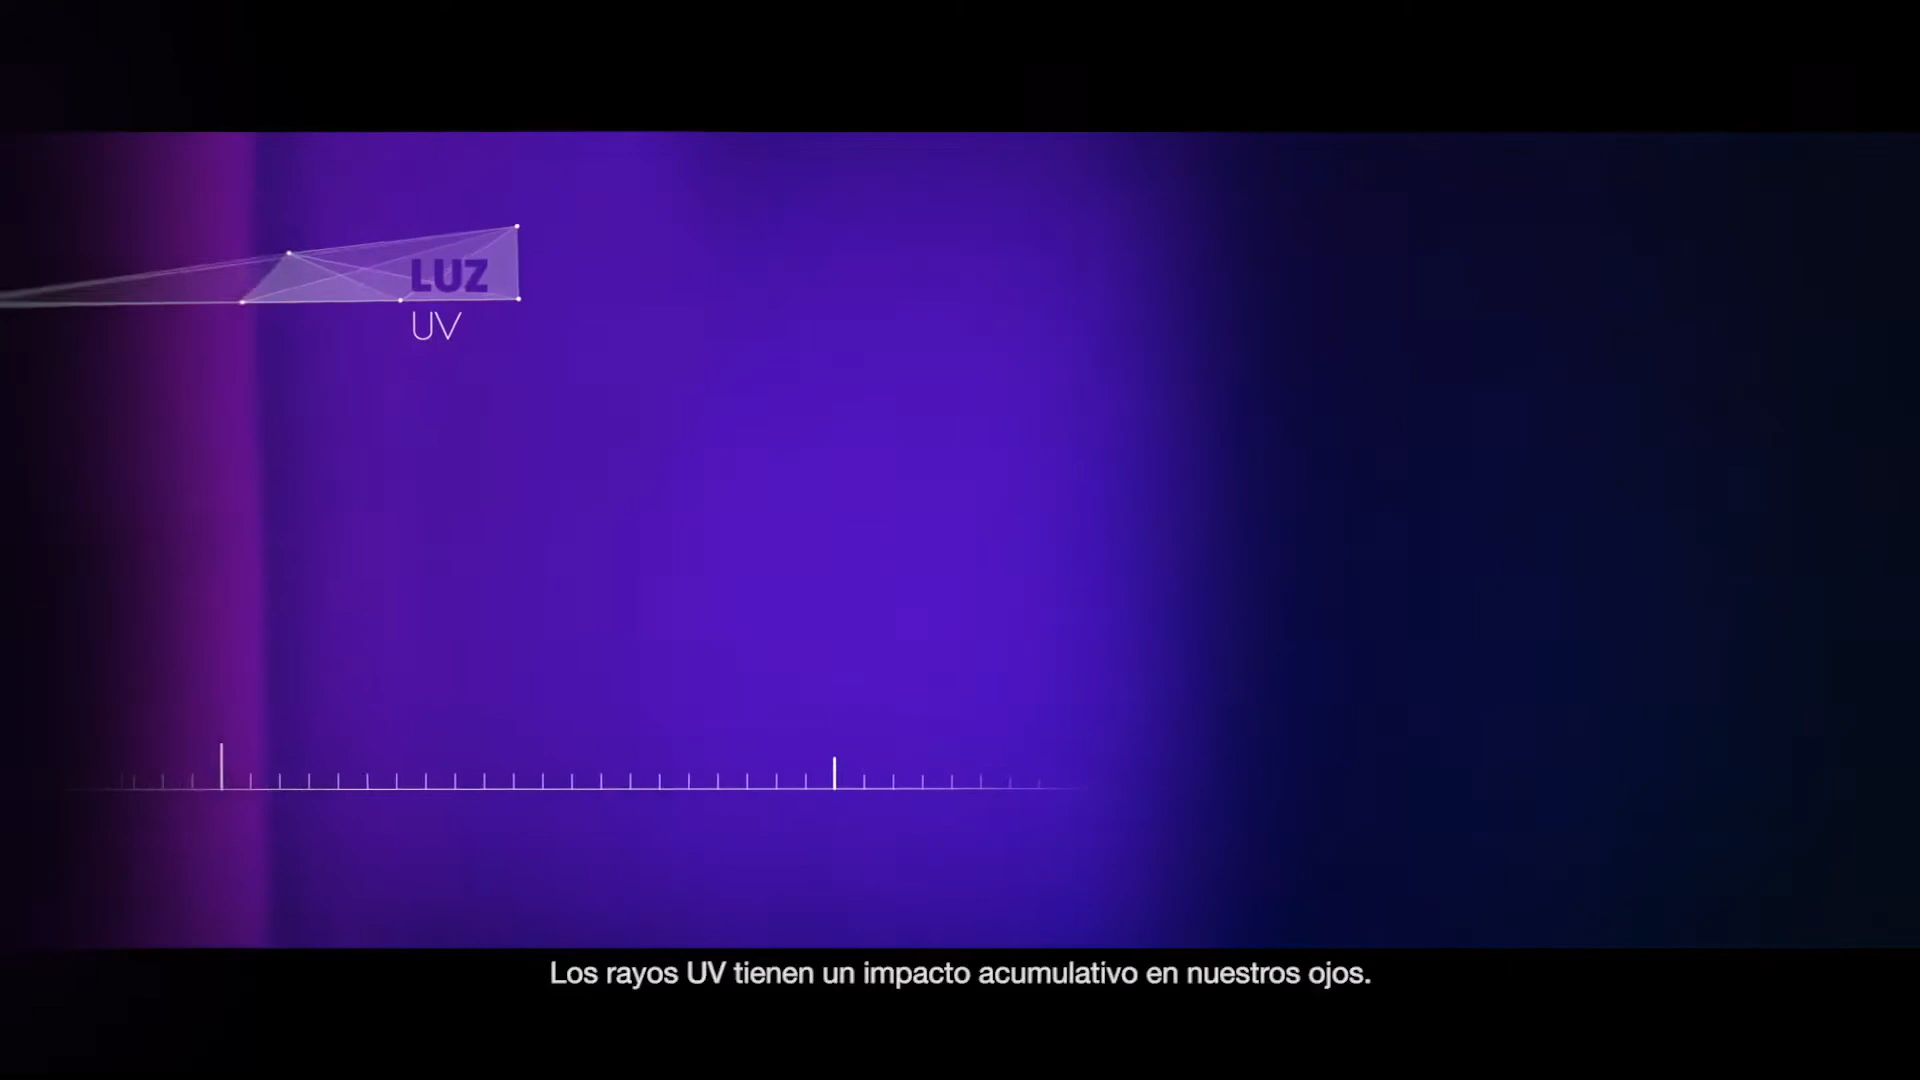 LUZ
UV
Los rayos UV tienen un impacto acumulativo en nuestros ojos.